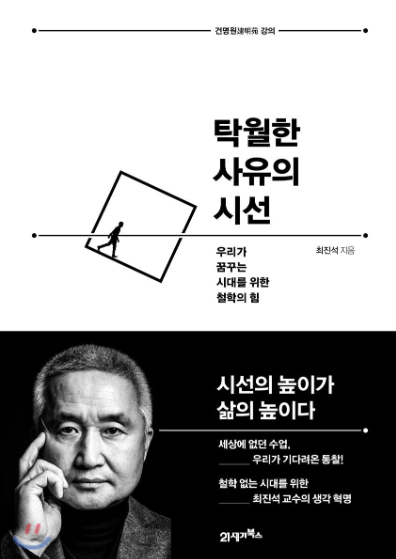 건명원建明苑 강의
탁월한
사유의
시선
우리가
꿈꾸는
시대를 위한
철학의 힘
최진석 지음
시선의 높이가
삶의 높이다
세상에 없던 수업,
우리가 기다려온 통찰!
철학 없는 시대를 위한
최진석 교수의 생각 혁명
21세기북스